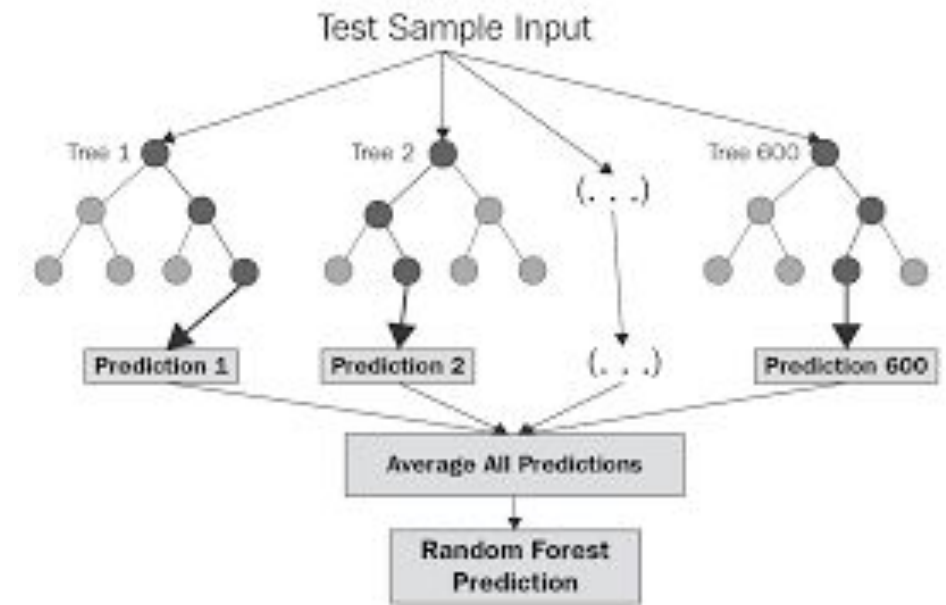 Test Sample Input
Tree 1
Tree 2
Tree 600
(. . .)
Prediction 1
Prediction 2
(. . .)
Prediction 600
Average All Predictions
Random Forest
Prediction